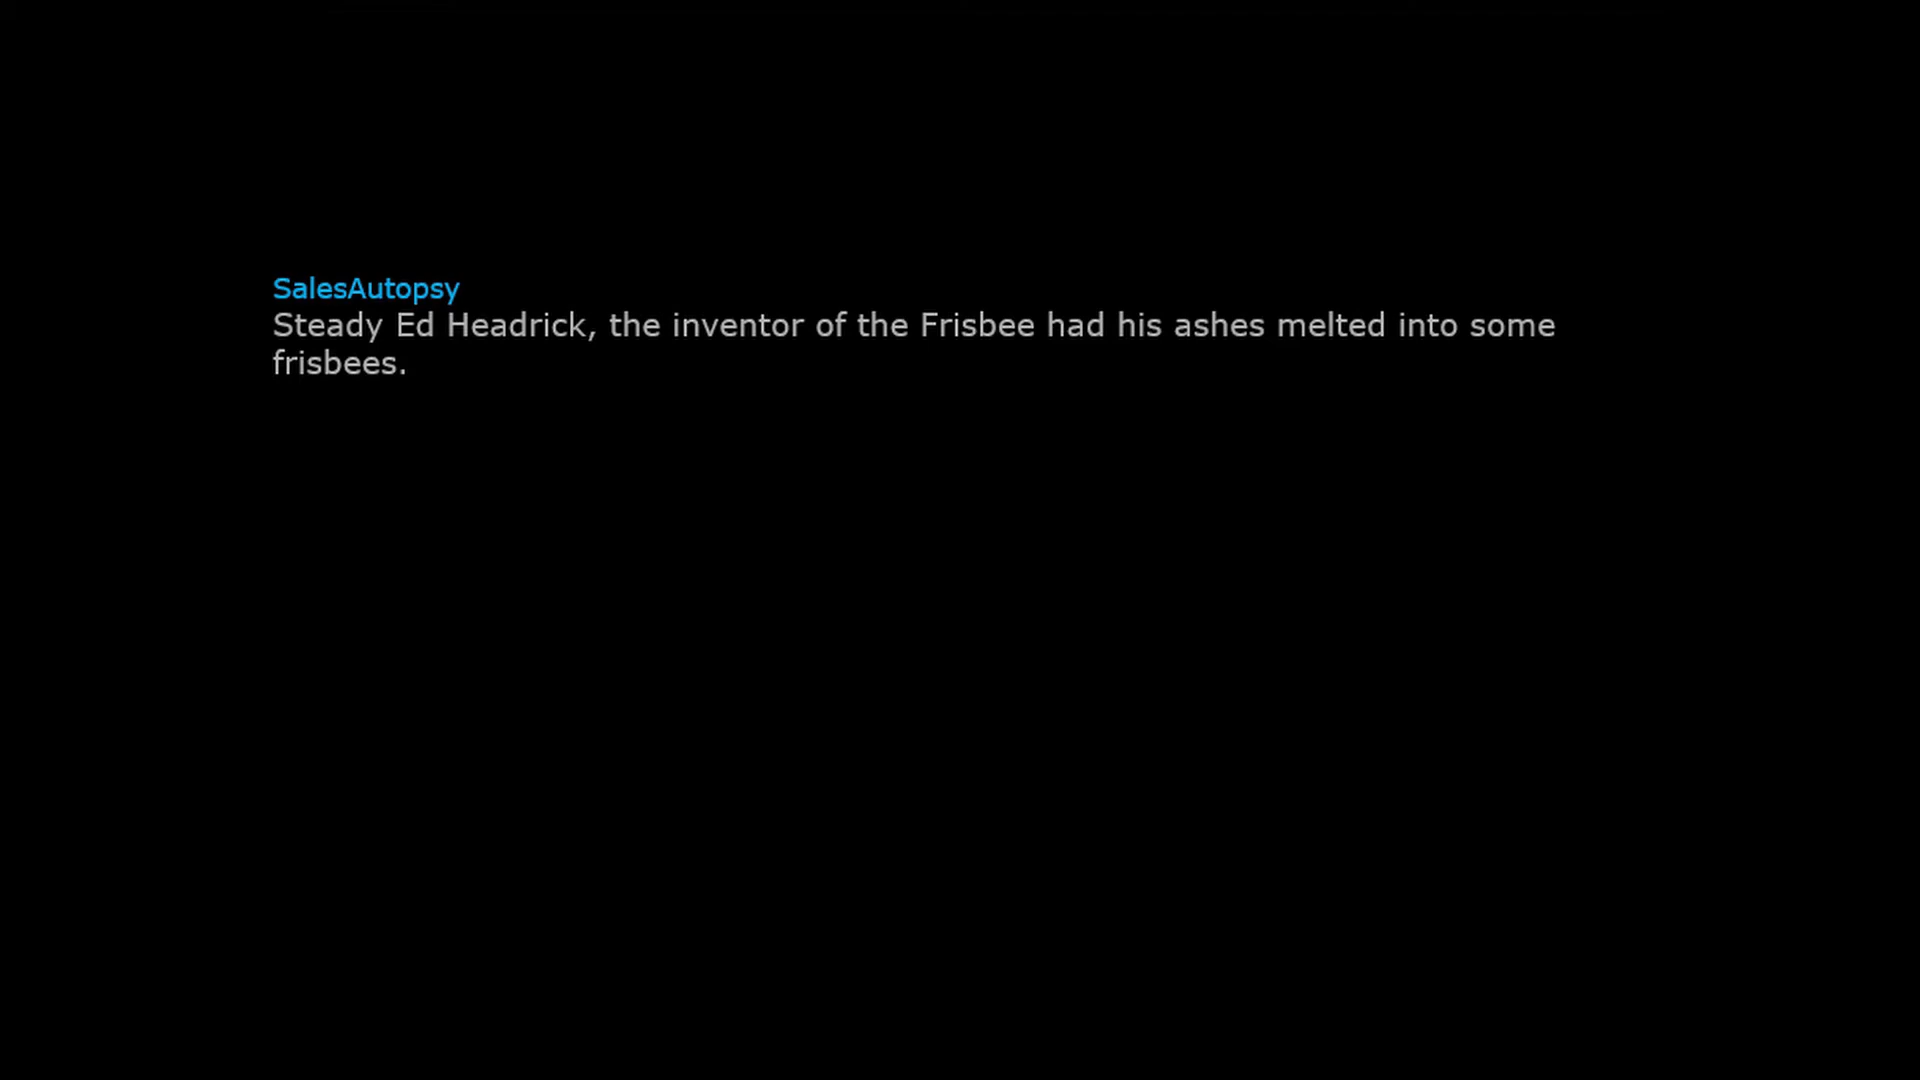 SalesAutopsy
Steady Ed Headrick, the inventor of the Frisbee had his ashes melted into some
frisbees.